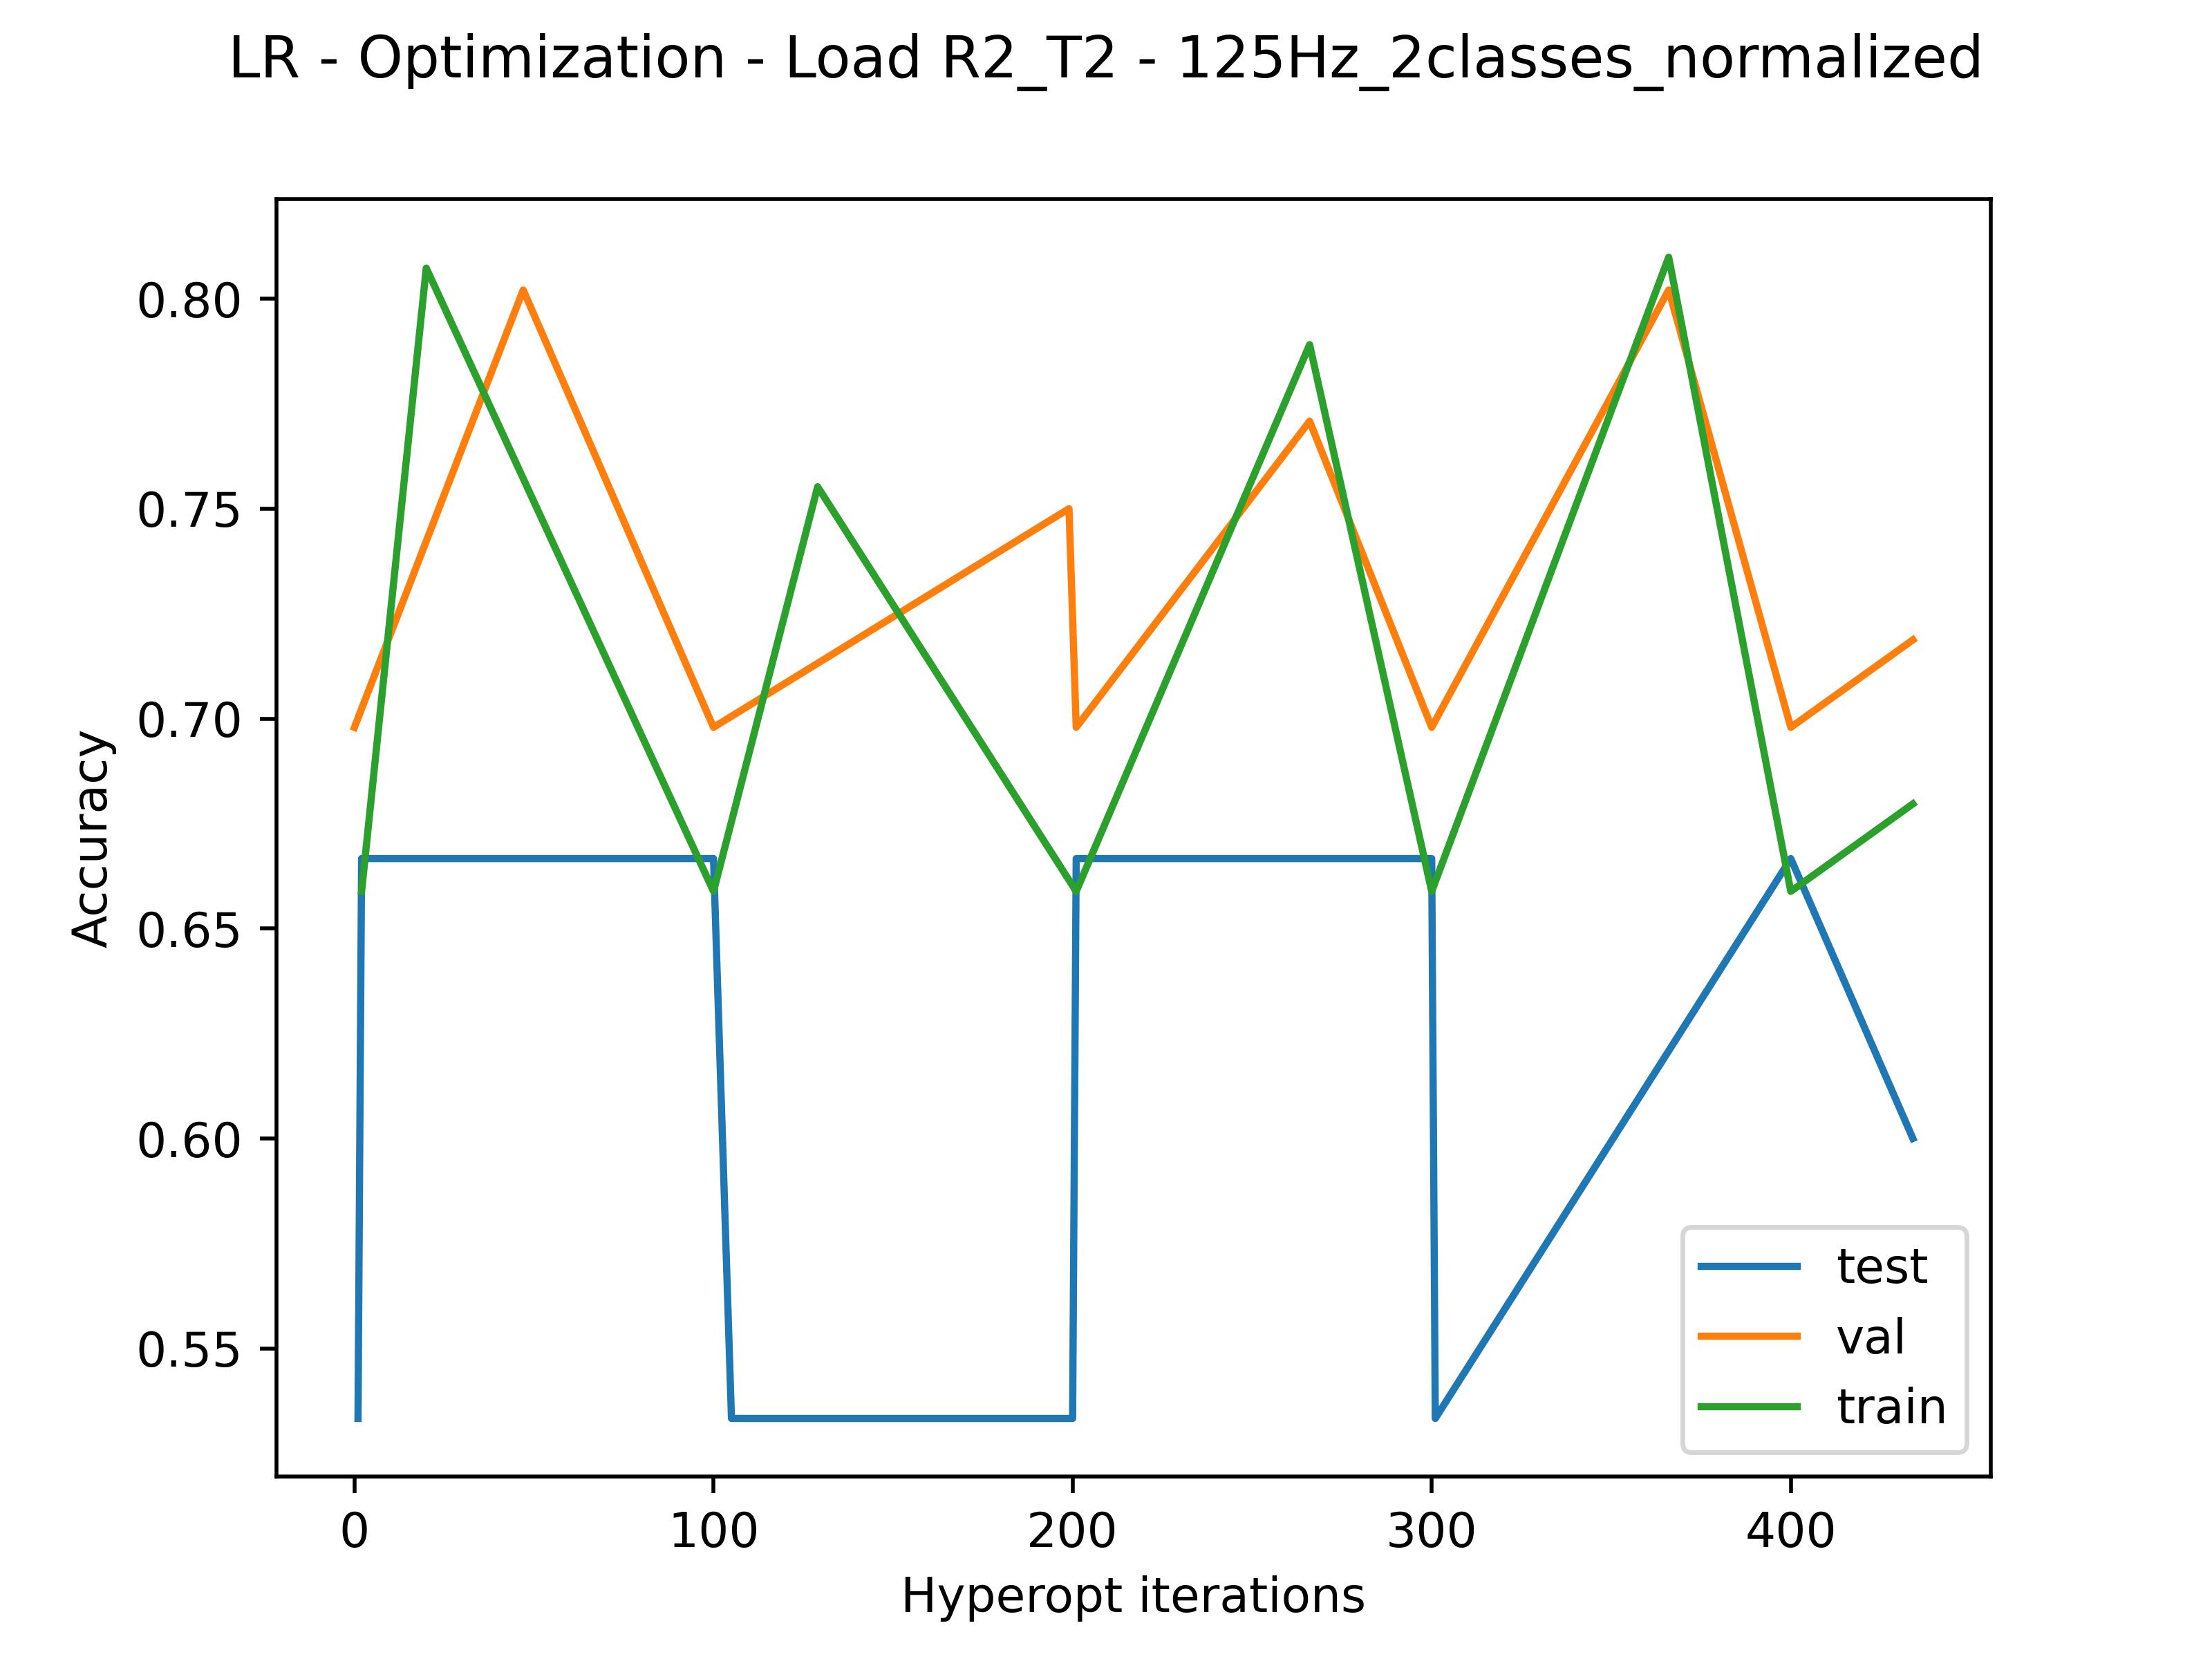 LR - Optimization - Load R2_T2 - 125Hz_2classes_normalized
Accuracy
0.80
0.75
0.70
0.65
0.60
0.55
0 100 200 300 400
Hyperopt iterations
test
val
train